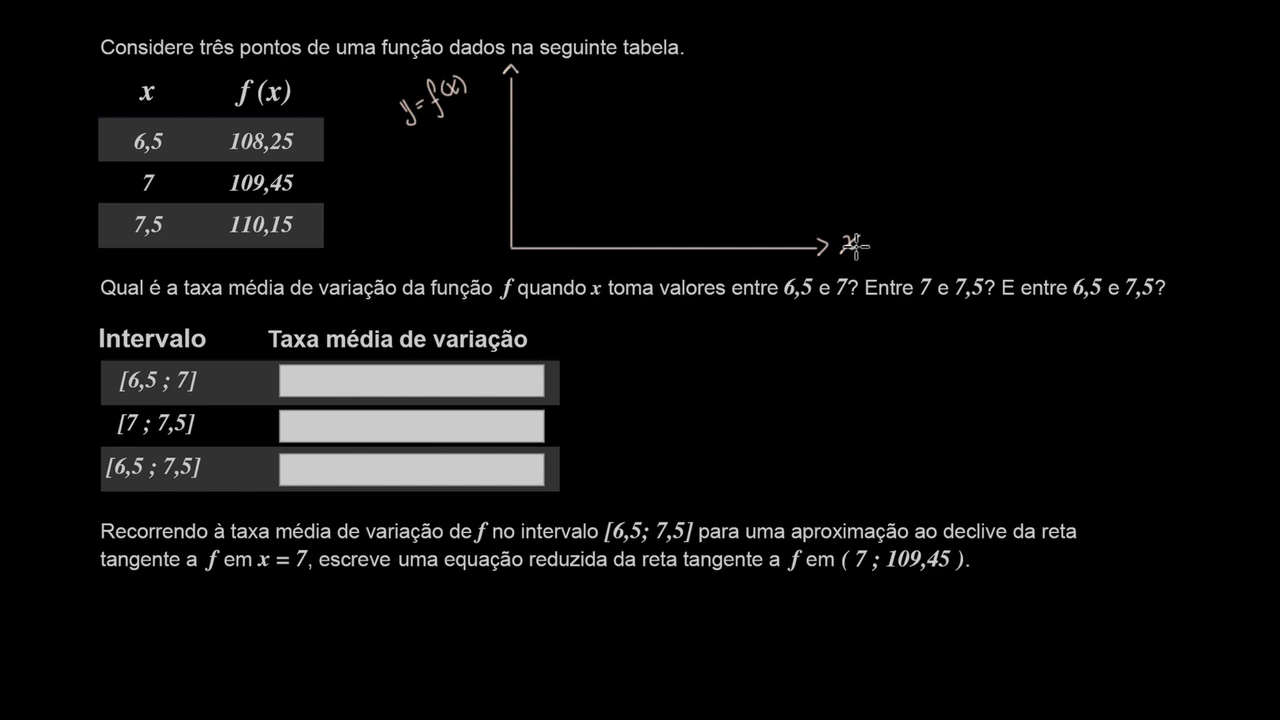 Considere três pontos de uma função dados na seguinte tabela.
x f (x)
6,5 108,25
7 109,45
7,5 110,15
y=f(x)
x
Qual é a taxa média de variação da função f quando x toma valores entre 6,5 e 7? Entre 7 e 7,5? E entre 6,5 e 7,5?
Intervalo Taxa média de variação
[6,5 ; 7]
[7 ; 7,5]
[6,5 ; 7,5]
Recorrendo à taxa média de variação de f no intervalo [6,5; 7,5] para uma aproximação ao declive da reta
tangente a f em x = 7, escreve uma equação reduzida da reta tangente a f em ( 7 ; 109,45 ).